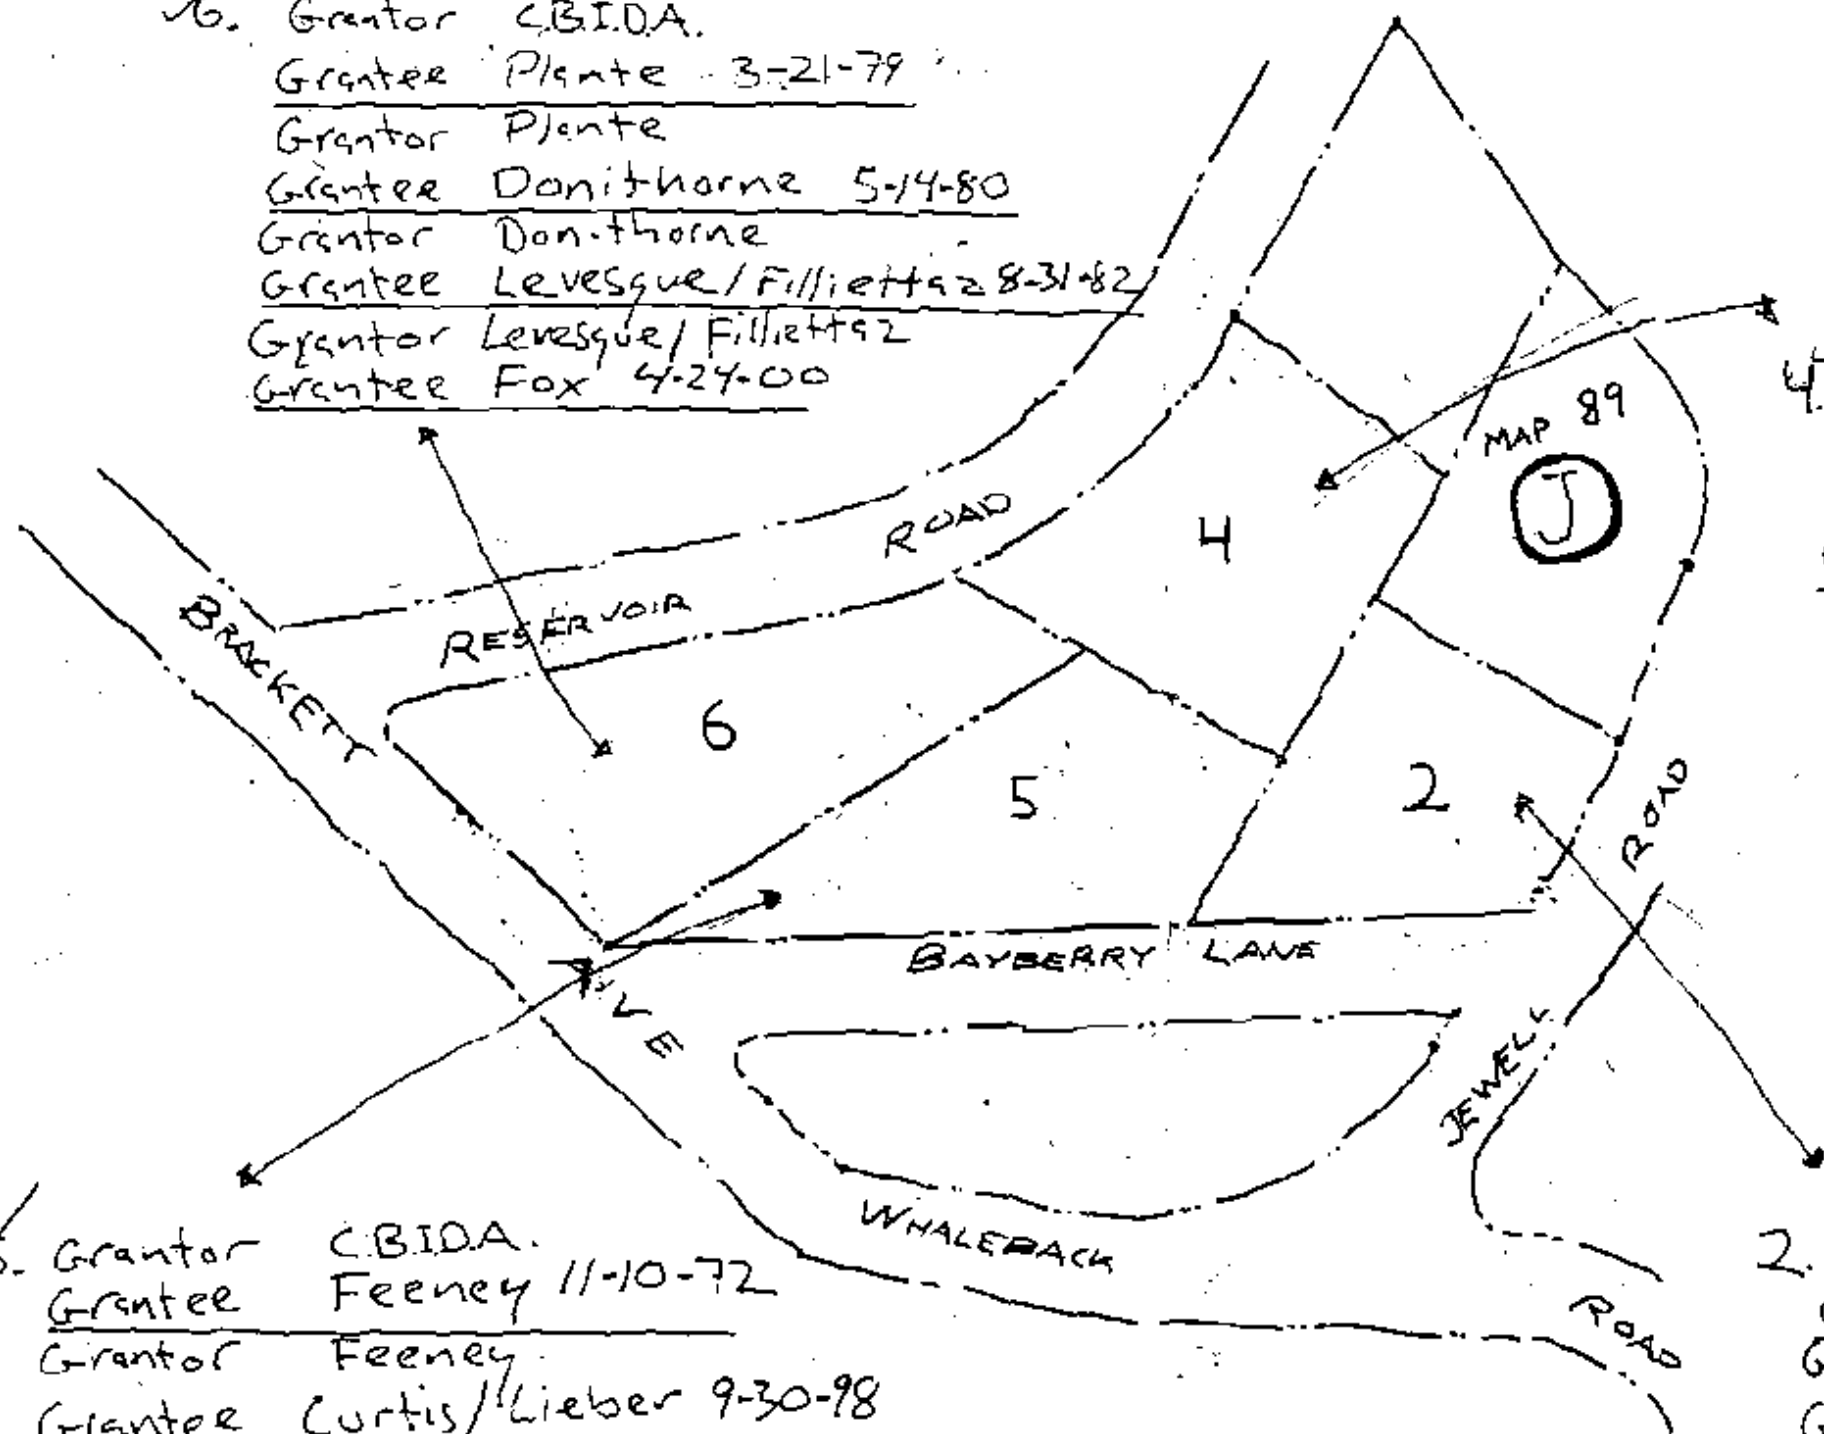 6. Grantor C.B.I.D.A.
Grantee Plante 3-21-79
Grantor Plante
Grantee Donithorne 5-14-80
Grantor Donithorne
Grantee Levesque/Filliettaz 8-31-82
Grantor Levesque/Filliettaz
Grantee Fox 4-24-00
4.
MAP 89
J
4
RESERVOIR ROAD
BRACKETT AVE
6
5
2
BAYBERRY LANE
JEWELL ROAD
WHALEBACK ROAD
5. Grantor C.B.I.D.A.
Grantee Feeney 11-10-72
Grantor Feeney
Grantee Curtis/Lieber 9-30-98
2.